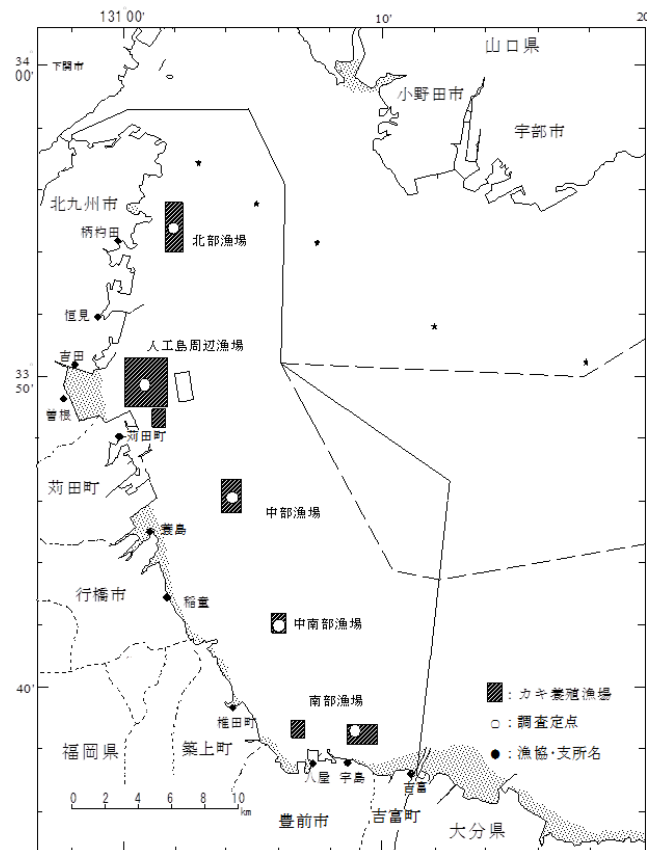 131°00′
10′
20
34°
00′
山口県
下関市
小野田市
宇部市
北九州市
柄杓田
北部漁場
恒見
人工島周辺漁場
吉田
33°
50′
曽根
苅田町
苅田町
中部漁場
蓑島
行橋市
稲童
中南部漁場
40′
南部漁場
：カキ養殖漁場
：調査定点
：漁協・支所名
椎田町
福岡県
築上町
八屋
宇島
吉富
0 2 4 6 8 10
km
豊前市
吉富町
大分県